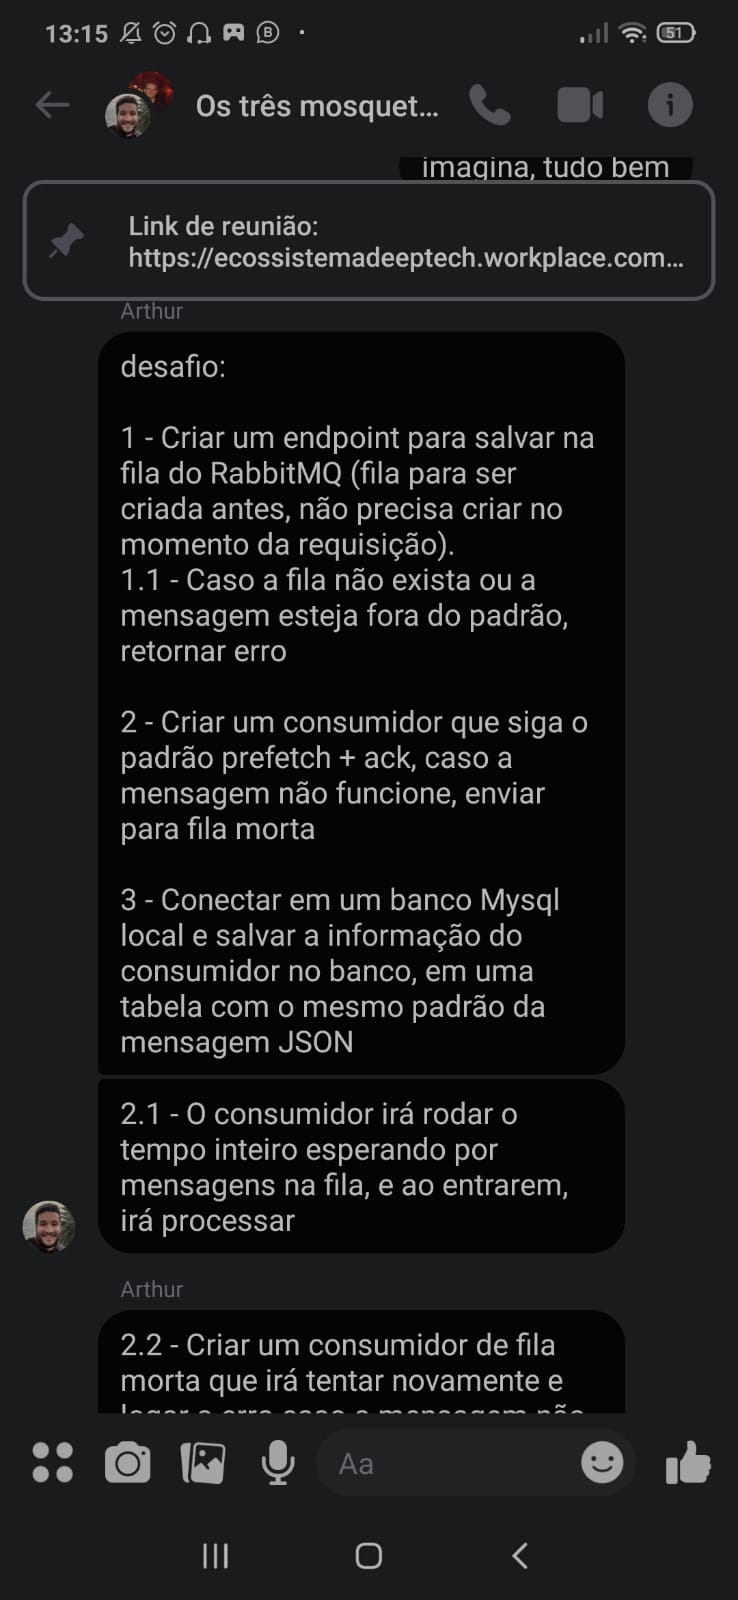 13:15
51
Os três mosquet...
imagina, tudo bem
Link de reunião:
https://ecossistemadeeptech.workplace.com...
Arthur
desafio:
1 - Criar um endpoint para salvar na
fila do RabbitMQ (fila para ser
criada antes, não precisa criar no
momento da requisição).
1.1 - Caso a fila não exista ou a
mensagem esteja fora do padrão,
retornar erro
2 - Criar um consumidor que siga o
padrão prefetch + ack, caso a
mensagem não funcione, enviar
para fila morta
3 - Conectar em um banco Mysql
local e salvar a informação do
consumidor no banco, em uma
tabela com o mesmo padrão da
mensagem JSON
2.1 - O consumidor irá rodar o
tempo inteiro esperando por
mensagens na fila, e ao entrarem,
irá processar
Arthur
2.2 - Criar um consumidor de fila
morta que irá tentar novamente e
logar o erro caso a mensagem não
Aa